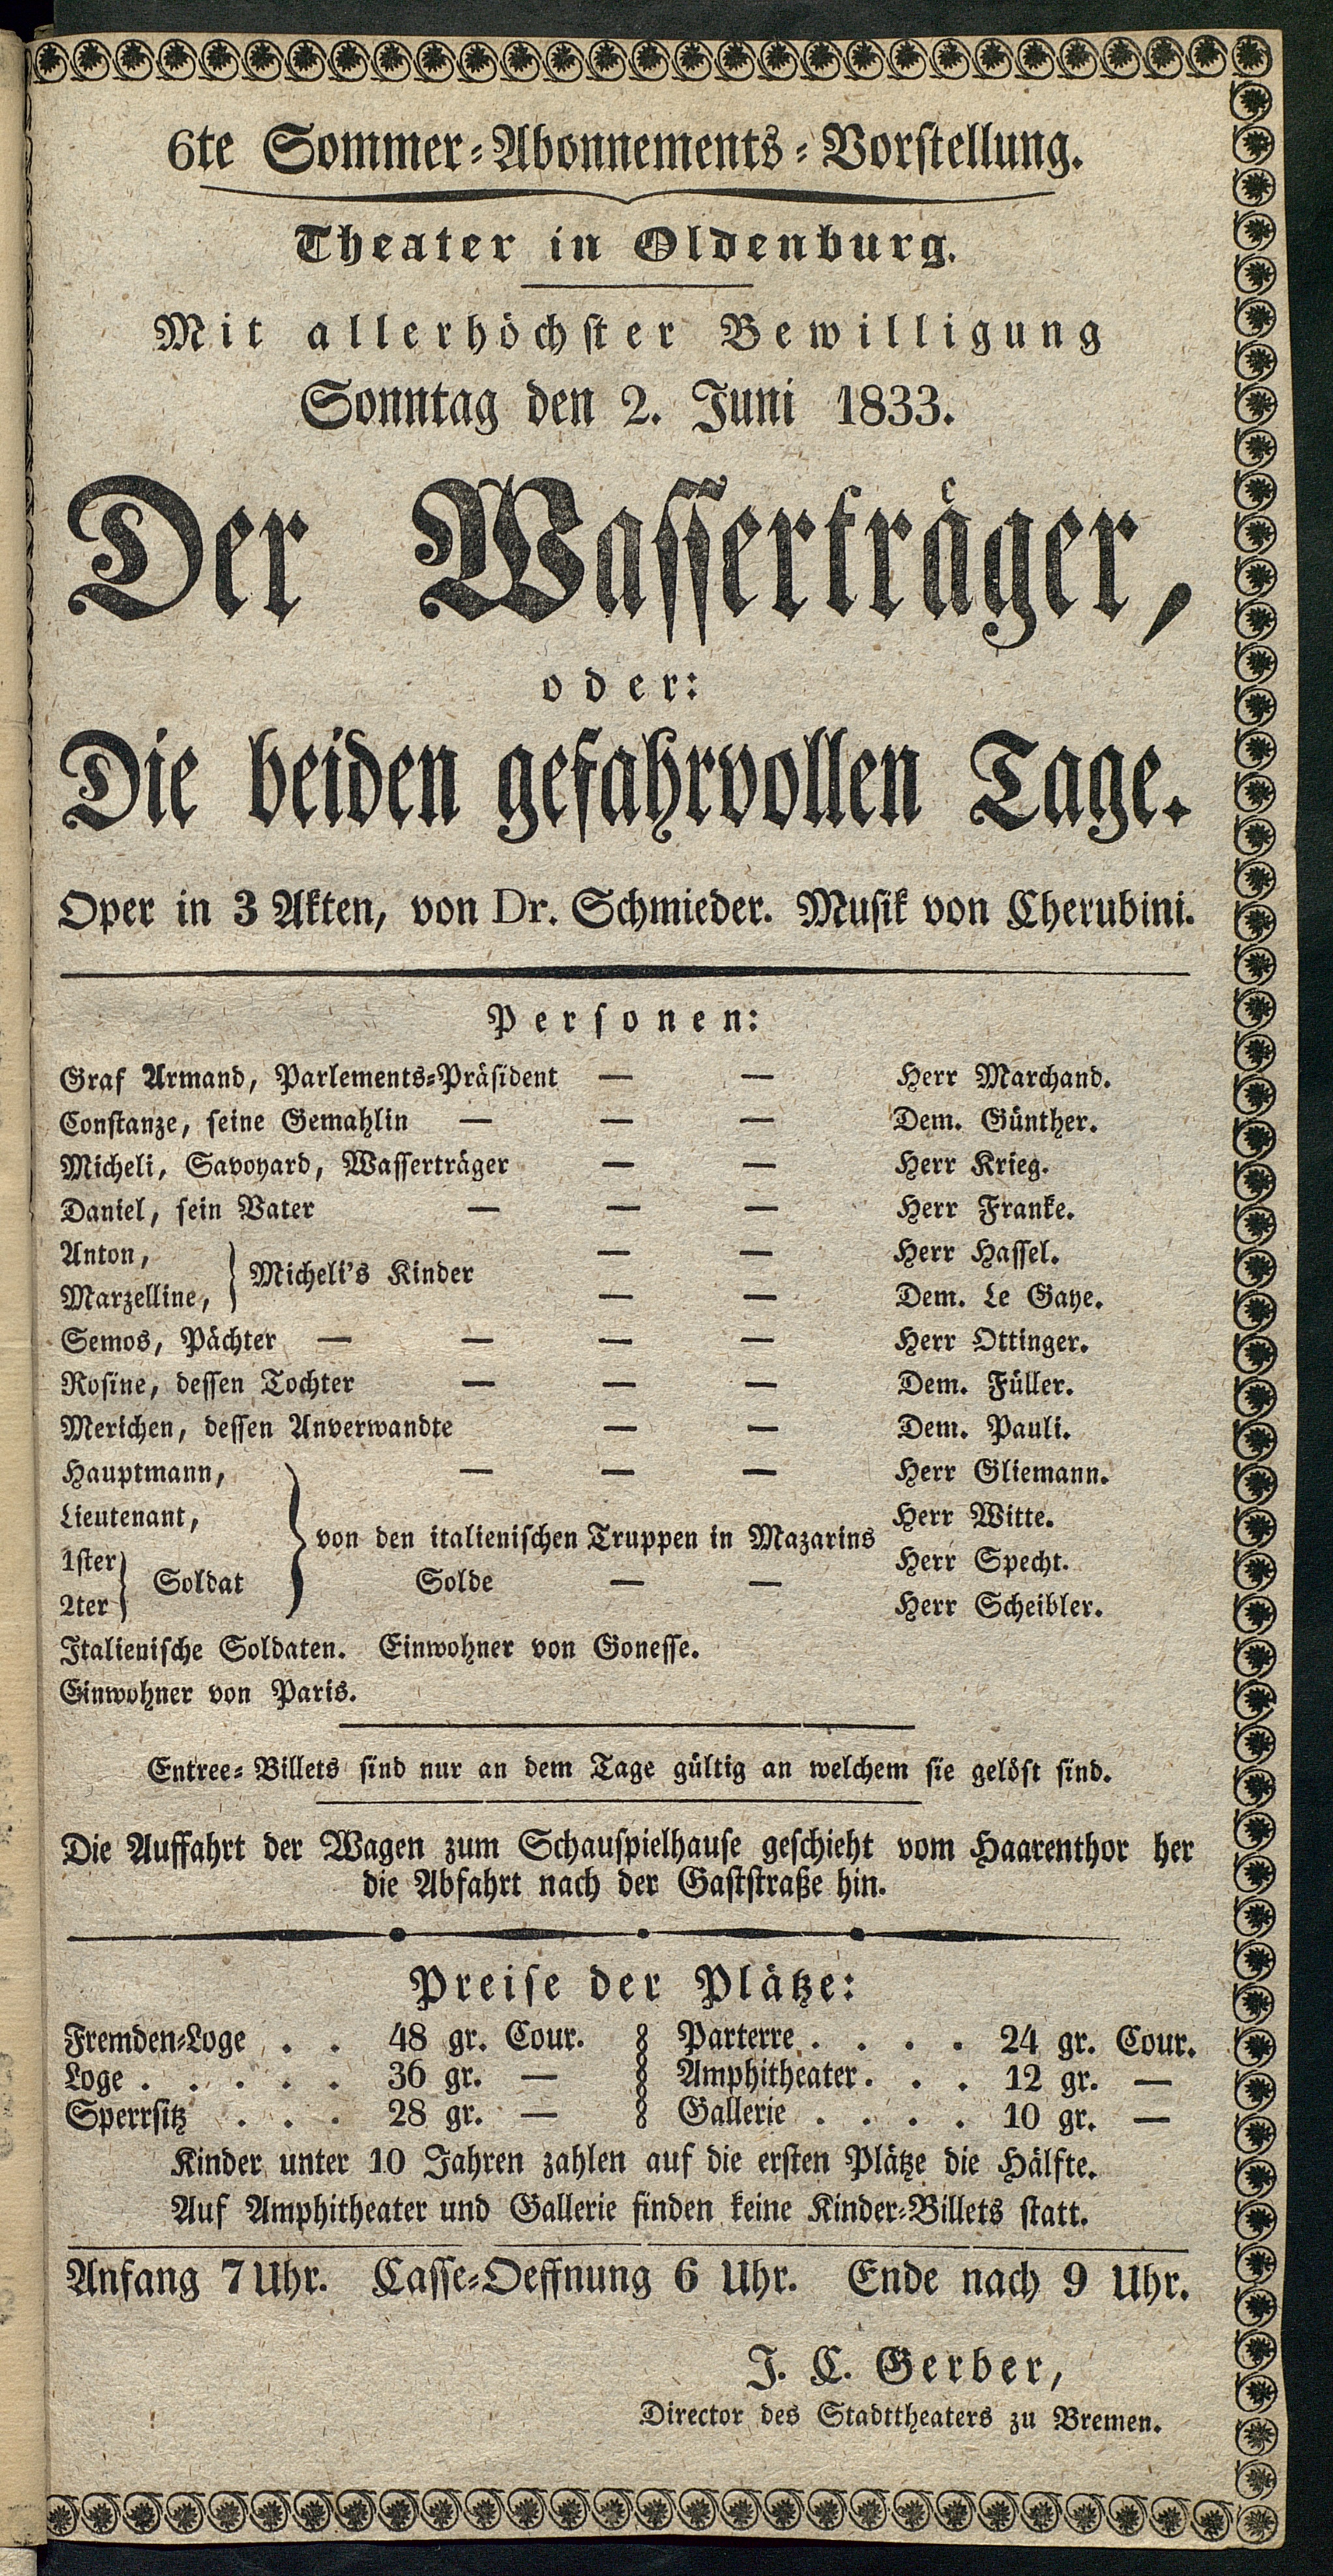 6te Sommer-Abonnements-Vorstellung.
Theater in Oldenburg.
Mit allerhöchster Bewilligung
Sonntag den 2. Juni 1833.
Der Wasserträger,
oder:
Die beiden gefahrvollen Tage.
Oper in 3 Akten, von Dr. Schmieder. Musik von Cherubini.
Personen:
Graf Armand, Parlements-Präsident — — Herr Marchand.
Constanze, seine Gemahlin — — — Dem. Günther.
Micheli, Savoyard, Wasserträger — — Herr Krieg.
Daniel, sein Vater — — — Herr Franke.
Anton, — — Herr Hassel.
} Micheli's Kinder
Marzelline, — — Dem. Le Gaye.
Semos, Pächter — — — — Herr Ottinger.
Rosine, dessen Tochter — — — Dem. Füller.
Merichen, dessen Anverwandte — — Dem. Pauli.
Hauptmann, — — — Herr Gliemann.
Lieutenant, Herr Witte.
} von den italienischen Truppen in Mazarins
1ster Herr Specht.
} Soldat Solde — —
2ter Herr Scheibler.
Italienische Soldaten. Einwohner von Gonesse.
Einwohner von Paris.
Entree-Billets sind nur an dem Tage gültig an welchem sie gelöst sind.
Die Auffahrt der Wagen zum Schauspielhause geschieht vom Haarenthor her
die Abfahrt nach der Gaststraße hin.
Preise der Plätze:
Fremden-Loge . . 48 gr. Cour. Parterre . . . . 24 gr. Cour.
Loge . . . . . 36 gr. — Amphitheater . . . 12 gr. —
Sperrsitz . . . 28 gr. — Gallerie . . . . 10 gr. —
Kinder unter 10 Jahren zahlen auf die ersten Plätze die Hälfte.
Auf Amphitheater und Gallerie finden keine Kinder-Billets statt.
Anfang 7 Uhr. Casse-Oeffnung 6 Uhr. Ende nach 9 Uhr.
J. C. Gerber,
Director des Stadttheaters zu Bremen.